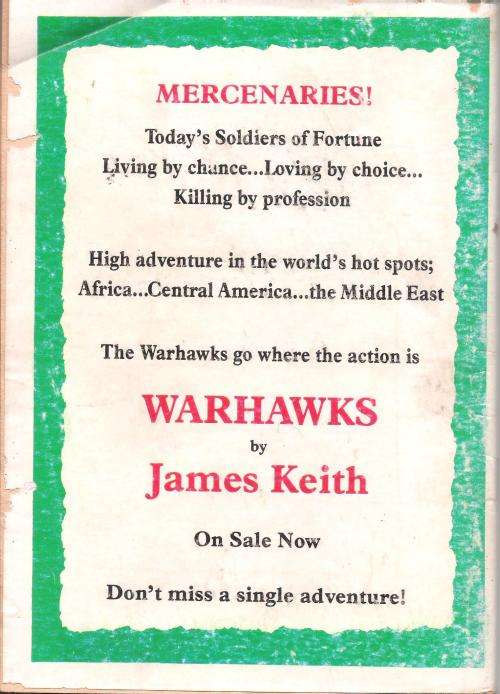 MERCENARIES!
Today's Soldiers of Fortune
Living by chance...Loving by choice...
Killing by profession
High adventure in the world's hot spots;
Africa...Central America...the Middle East
The Warhawks go where the action is
WARHAWKS
by
James Keith
On Sale Now
Don't miss a single adventure!